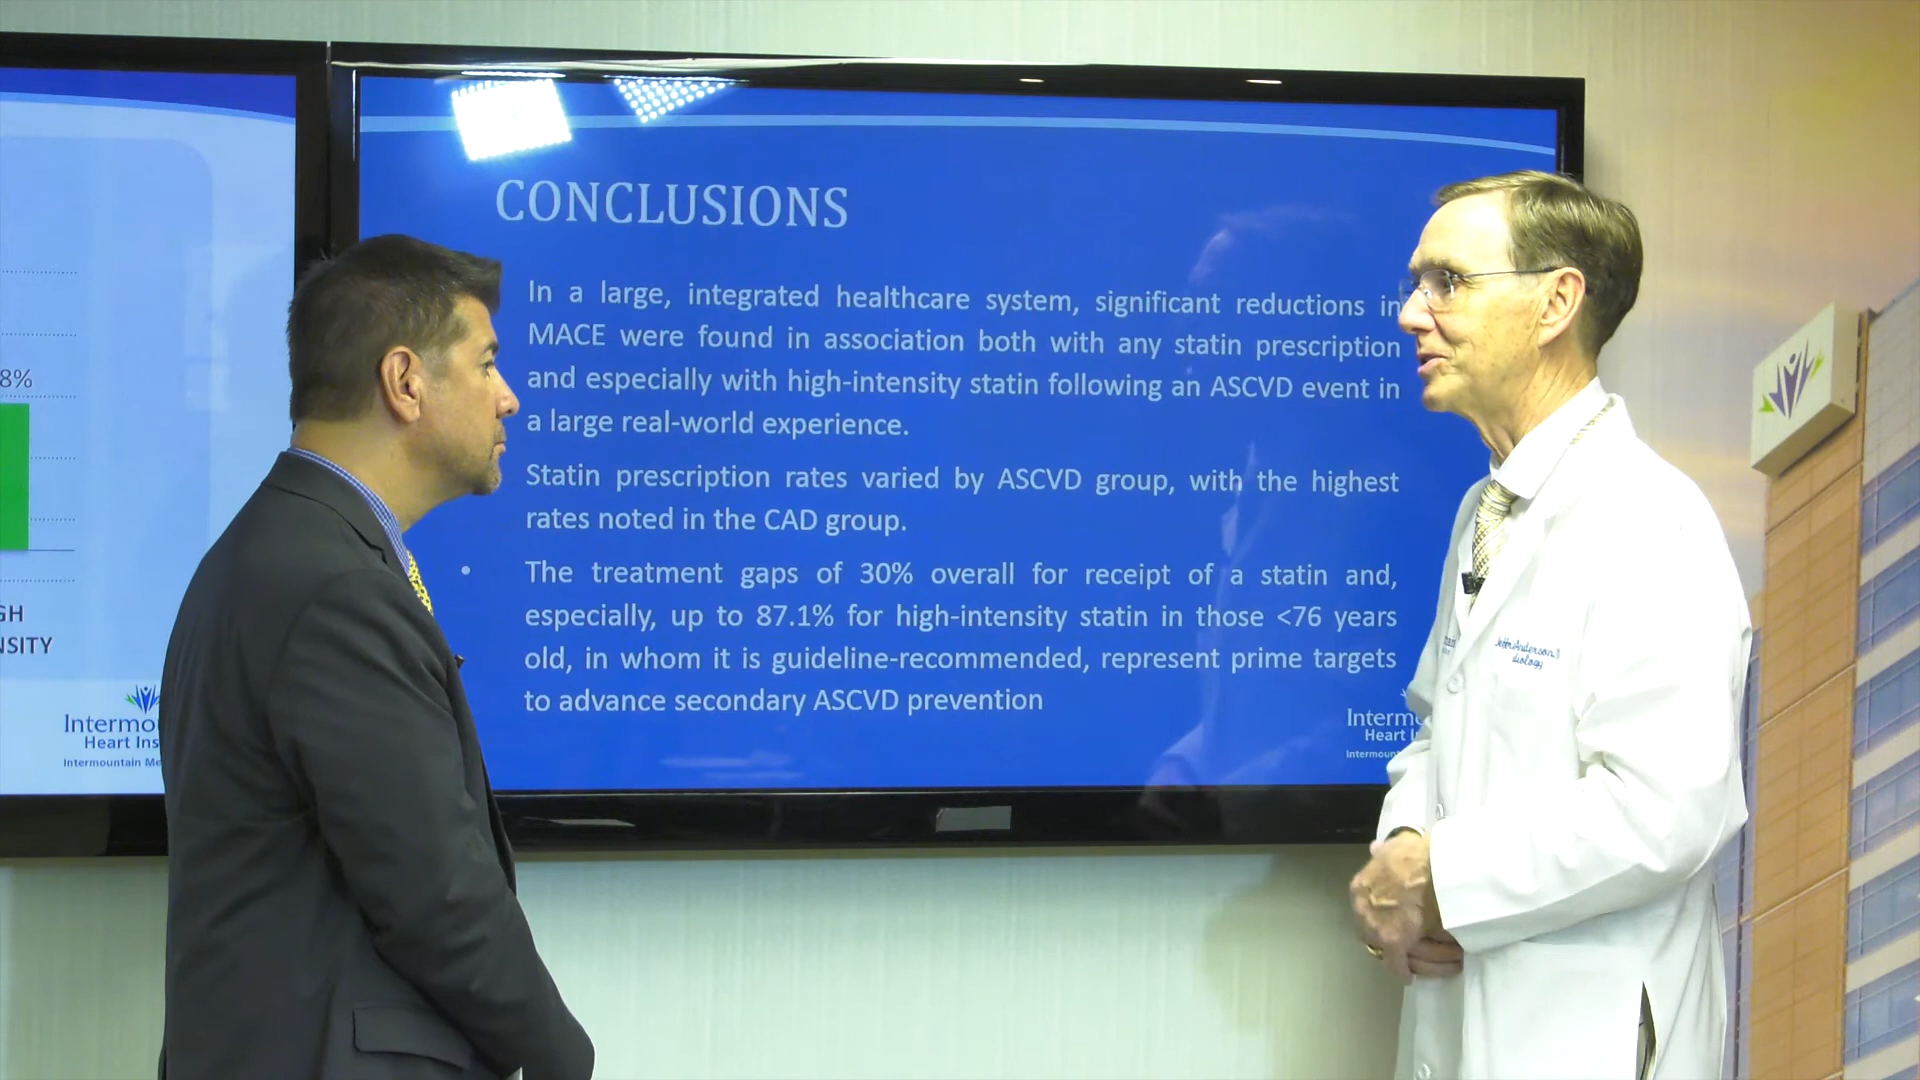 8%
GH
NSITY
Intermo
Heart Ins
Intermountain Me
CONCLUSIONS
In a large, integrated healthcare system, significant reductions in
MACE were found in association both with any statin prescription
and especially with high-intensity statin following an ASCVD event in
a large real-world experience.
Statin prescription rates varied by ASCVD group, with the highest
rates noted in the CAD group.
• The treatment gaps of 30% overall for receipt of a statin and,
especially, up to 87.1% for high-intensity statin in those <76 years
old, in whom it is guideline-recommended, represent prime targets
to advance secondary ASCVD prevention
Interm
Heart I
Intermount
Anderson